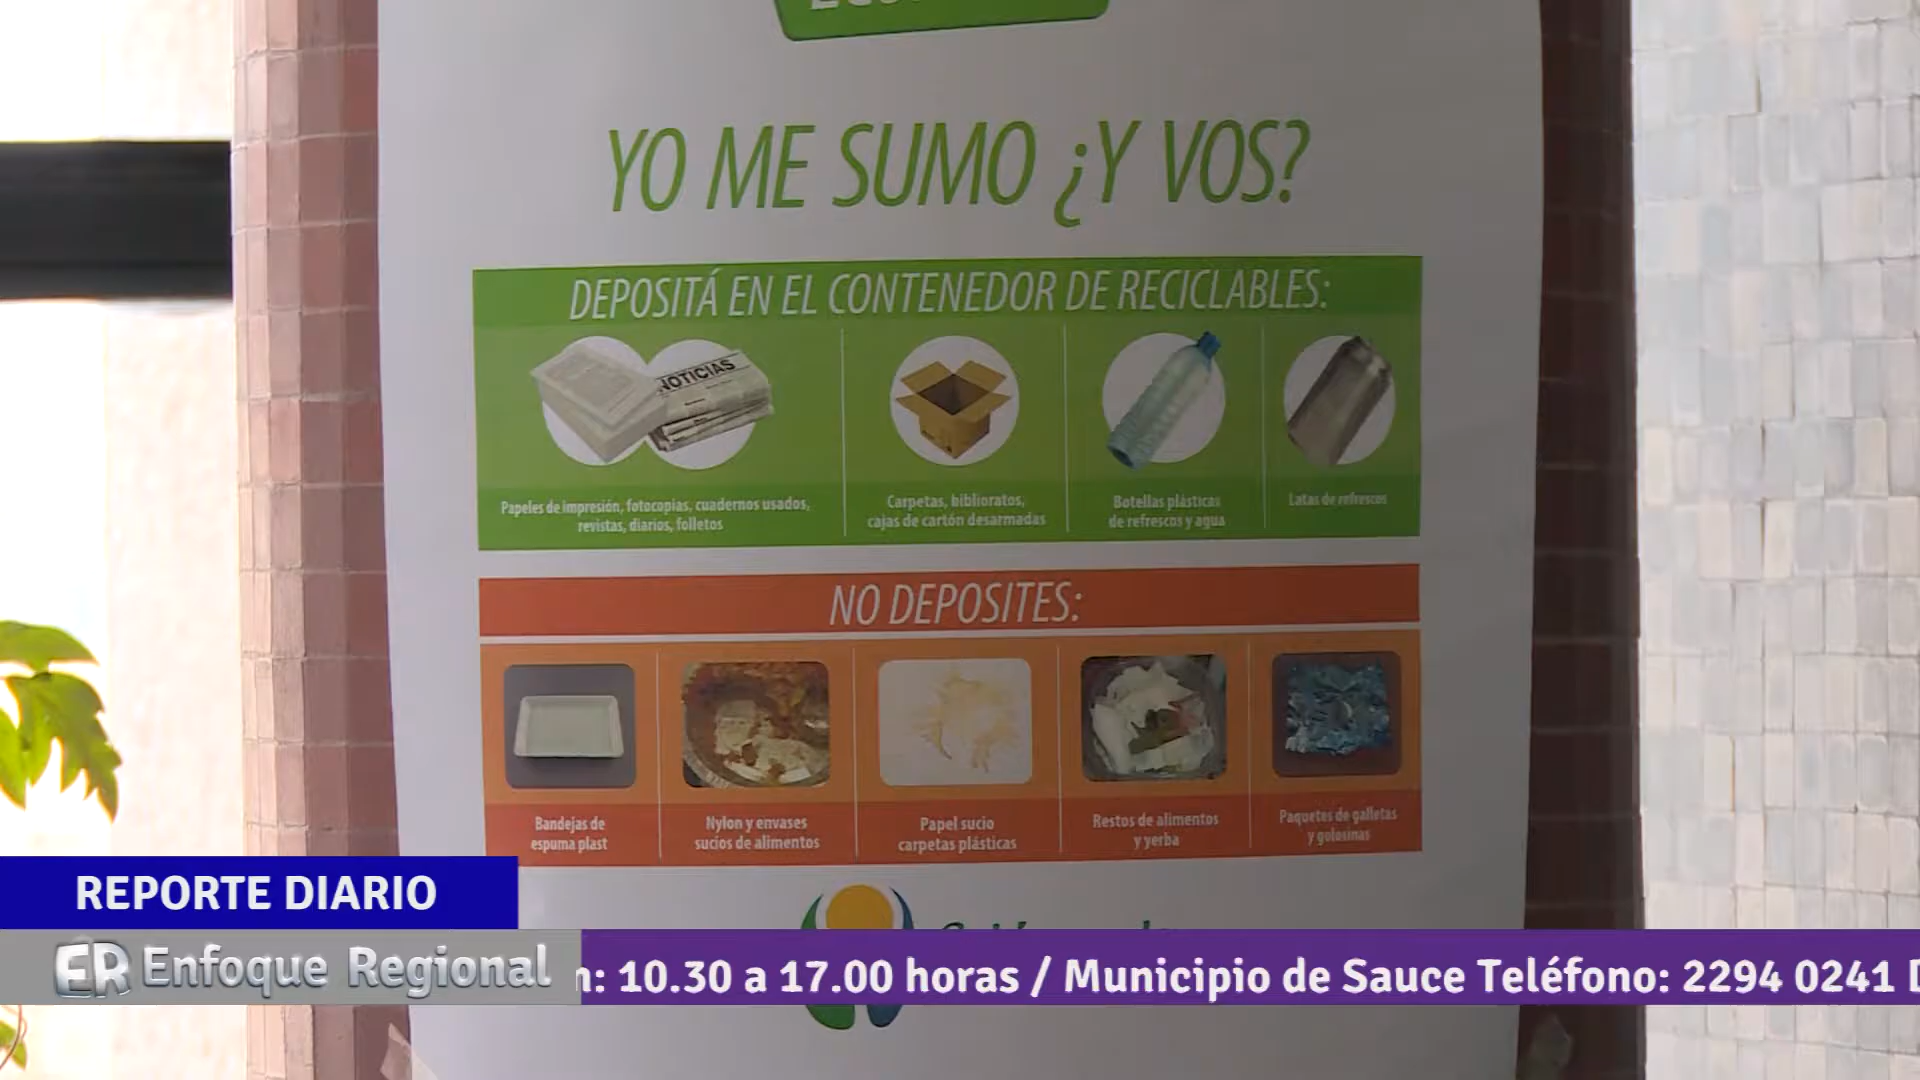 YO ME SUMO ¿Y VOS?
DEPOSITÁ EN EL CONTENEDOR DE RECICLABLES:
NOTICIAS
Papeles de impresión, fotocopias, cuadernos usados,
revistas, diarios, folletos
Carpetas, biblioratos,
cajas de cartón desarmadas
Botellas plásticas
de refrescos y agua
Latas de refrescos
NO DEPOSITES:
Bandejas de
espuma plast
Nylon y envases
sucios de alimentos
Papel sucio
carpetas plásticas
Restos de alimentos
y yerba
Paquetes de galletas
y golosinas
REPORTE DIARIO
ER Enfoque Regional
n: 10.30 a 17.00 horas / Municipio de Sauce Teléfono: 2294 0241 D